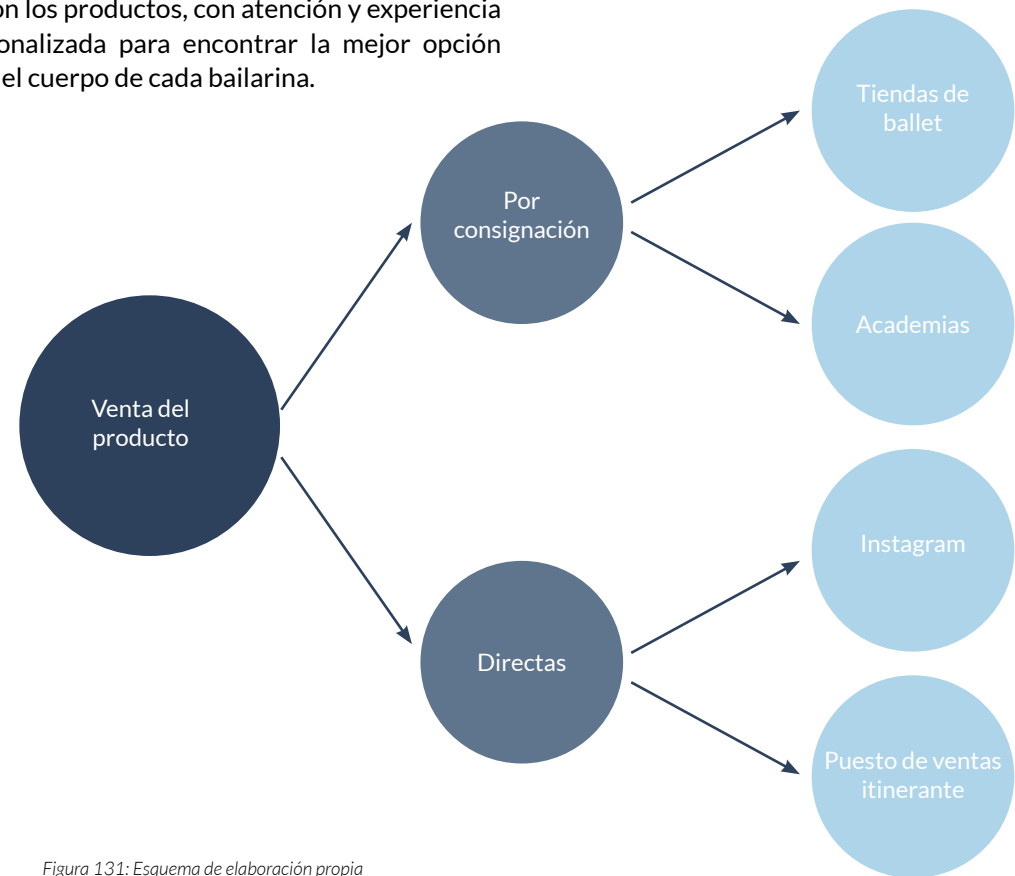 on los productos, con atención y experiencia
onalizada para encontrar la mejor opción
el cuerpo de cada bailarina.
Tiendas de
ballet
Por
consignación
Academias
Venta del
producto
Instagram
Directas
Puesto de ventas
itinerante
Figura 131: Esquema de elaboración propia